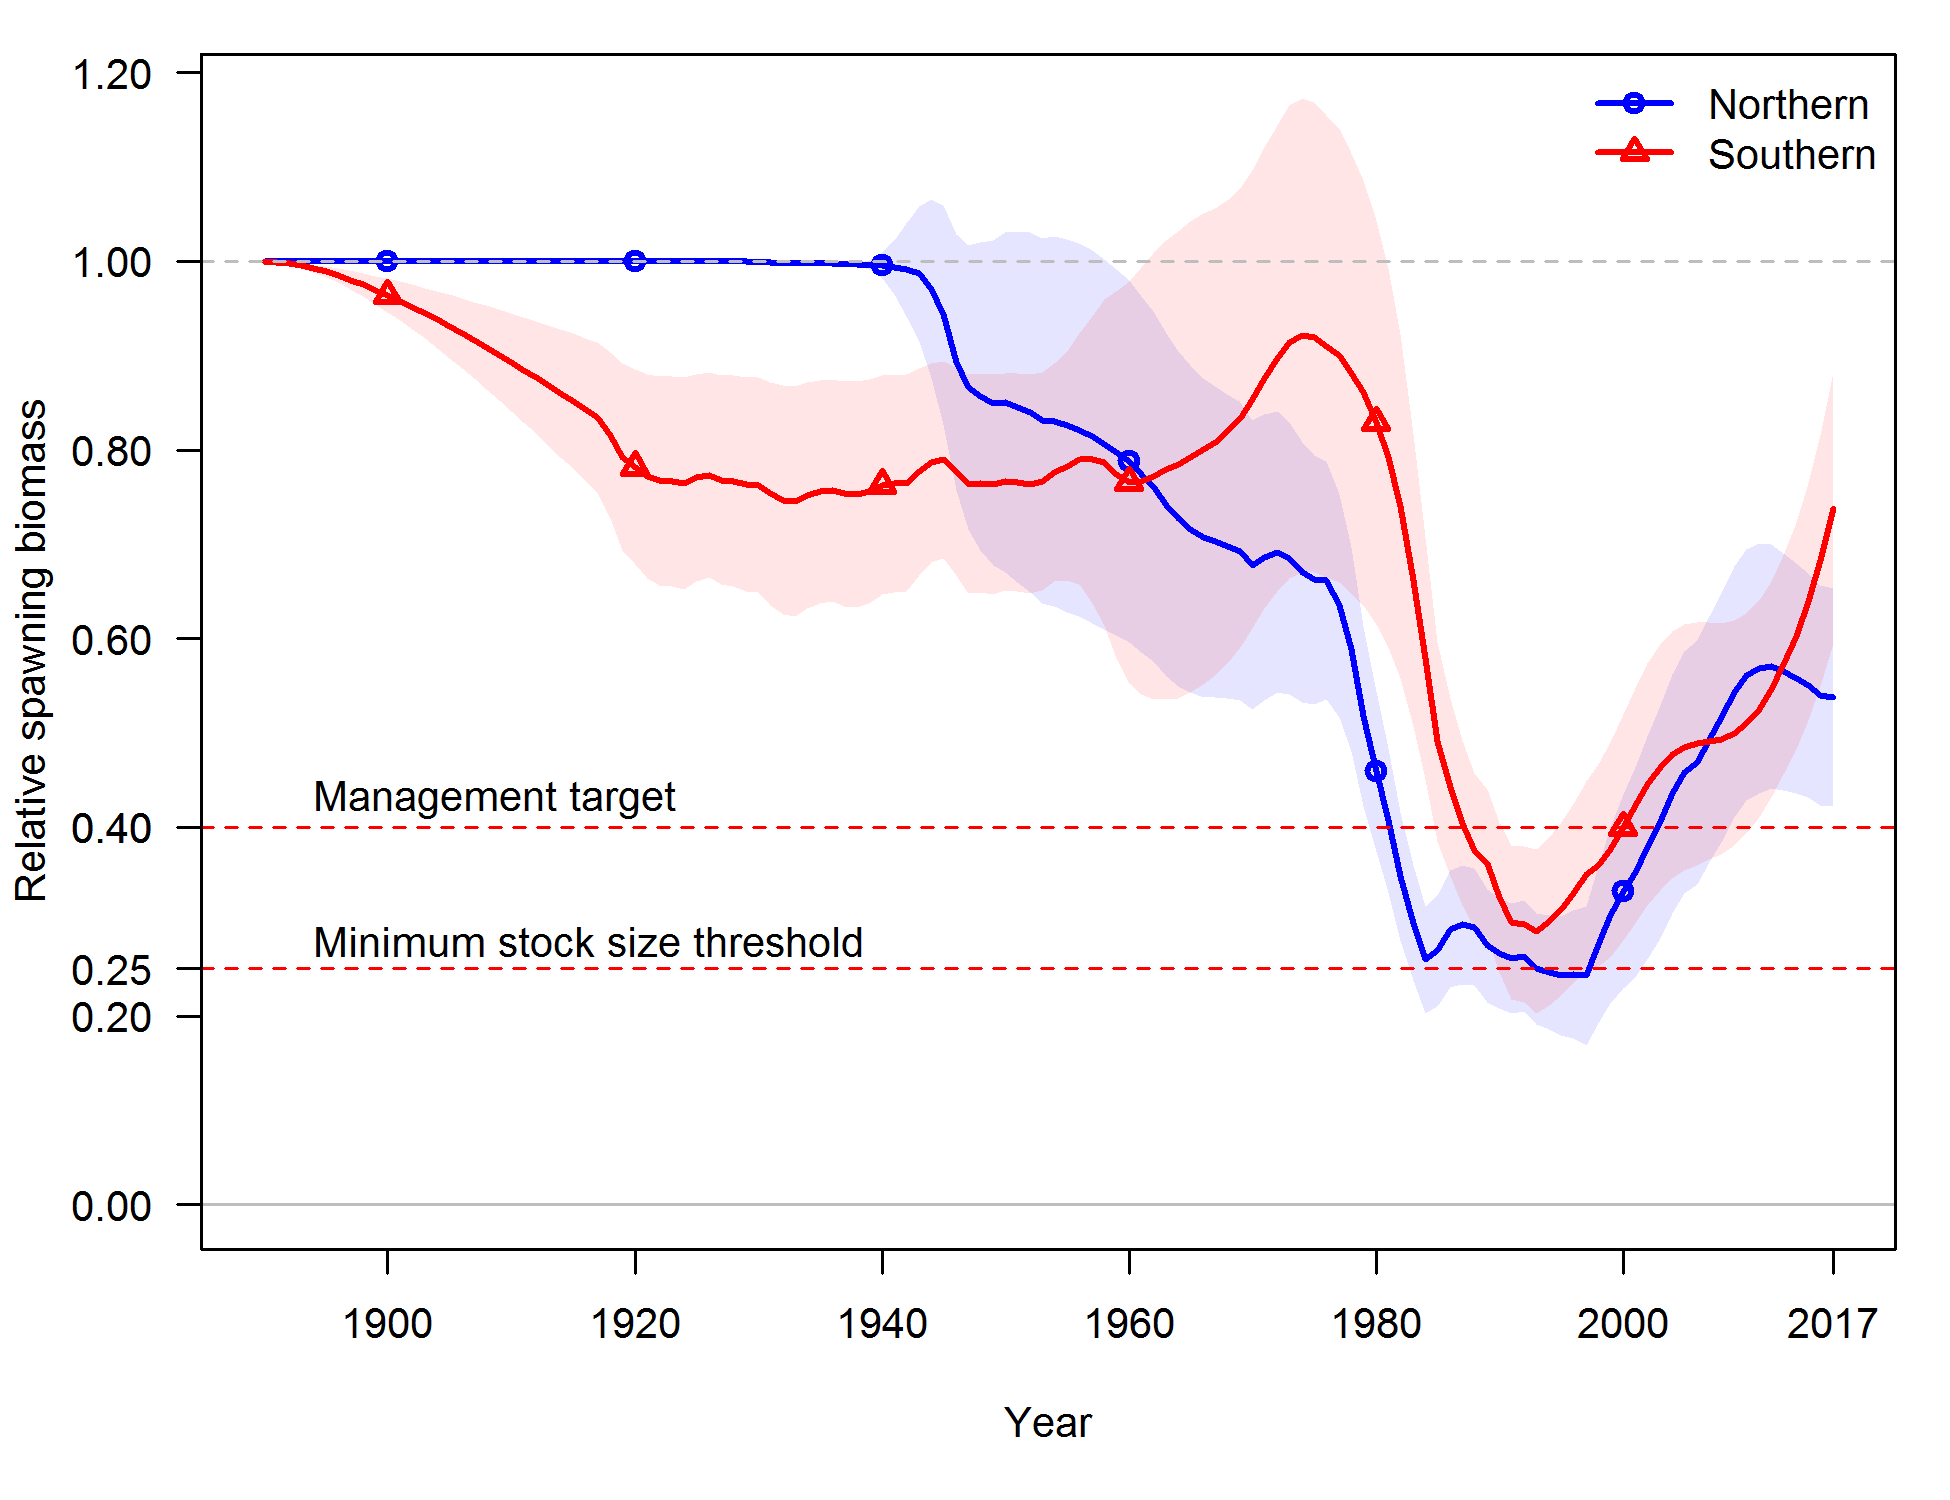 1.20
1.00
0.80
0.60
0.40
0.25
0.20
0.00
Relative spawning biomass
Northern
Southern
Management target
Minimum stock size threshold
1900 1920 1940 1960 1980 2000 2017
Year